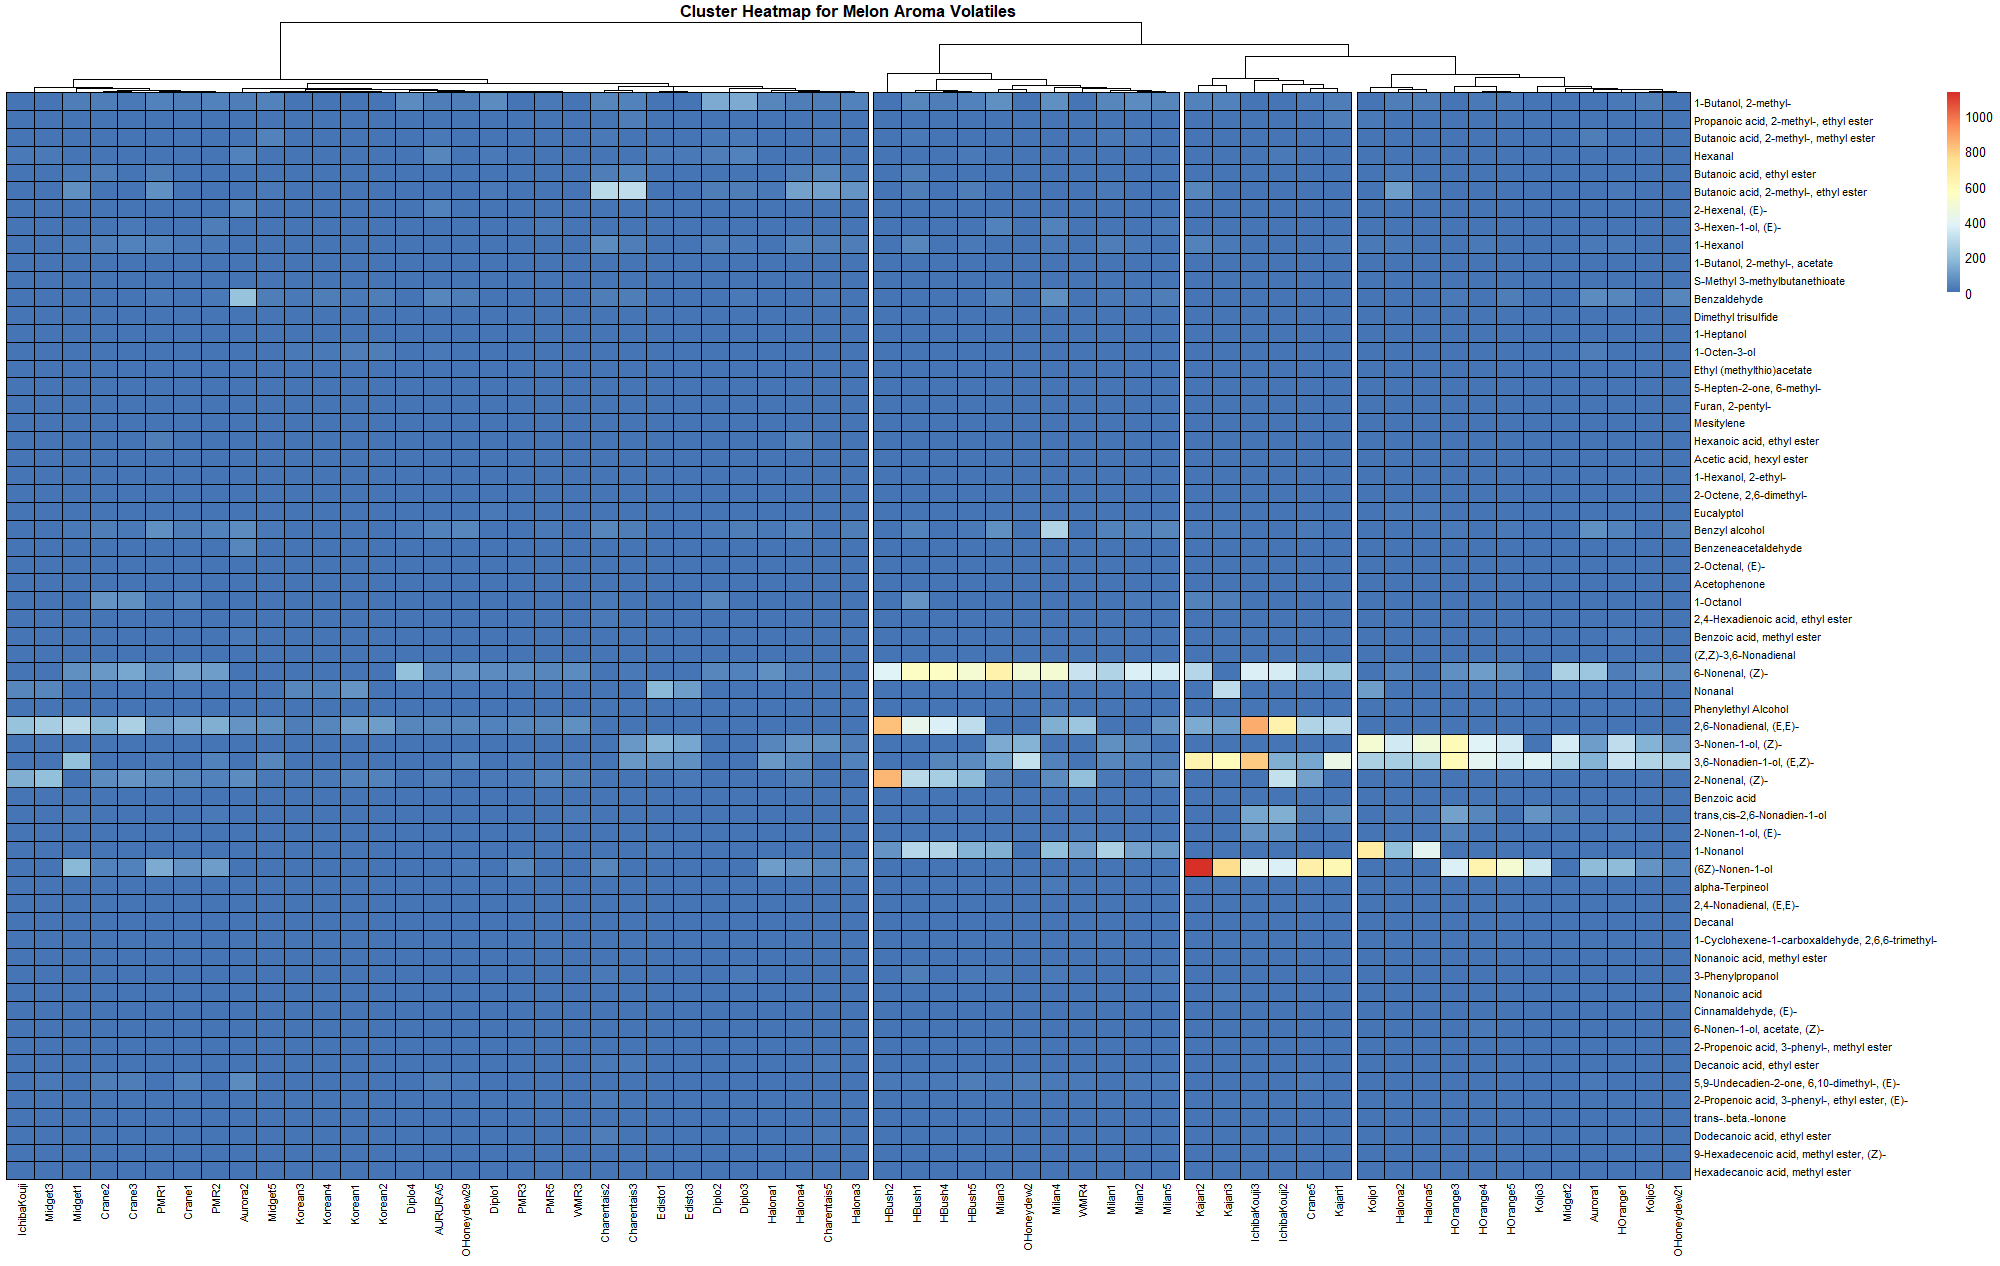 Cluster Heatmap for Melon Aroma Volatiles
1000
800
600
400
200
0
1-Butanol, 2-methyl-
Propanoic acid, 2-methyl-, ethyl ester
Butanoic acid, 2-methyl-, methyl ester
Hexanal
Butanoic acid, ethyl ester
Butanoic acid, 2-methyl-, ethyl ester
2-Hexenal, (E)-
3-Hexen-1-ol, (E)-
1-Hexanol
1-Butanol, 2-methyl-, acetate
S-Methyl 3-methylbutanethioate
Benzaldehyde
Dimethyl trisulfide
1-Heptanol
1-Octen-3-ol
Ethyl (methylthio)acetate
5-Hepten-2-one, 6-methyl-
Furan, 2-pentyl-
Mesitylene
Hexanoic acid, ethyl ester
Acetic acid, hexyl ester
1-Hexanol, 2-ethyl-
2-Octene, 2,6-dimethyl-
Eucalyptol
Benzyl alcohol
Benzeneacetaldehyde
2-Octenal, (E)-
Acetophenone
1-Octanol
2,4-Hexadienoic acid, ethyl ester
Benzoic acid, methyl ester
(Z,Z)-3,6-Nonadienal
6-Nonenal, (Z)-
Nonanal
Phenylethyl Alcohol
2,6-Nonadienal, (E,E)-
3-Nonen-1-ol, (Z)-
3,6-Nonadien-1-ol, (E,Z)-
2-Nonenal, (Z)-
Benzoic acid
trans,cis-2,6-Nonadien-1-ol
2-Nonen-1-ol, (E)-
1-Nonanol
(6Z)-Nonen-1-ol
alpha-Terpineol
2,4-Nonadienal, (E,E)-
Decanal
1-Cyclohexene-1-carboxaldehyde, 2,6,6-trimethyl-
Nonanoic acid, methyl ester
3-Phenylpropanol
Nonanoic acid
Cinnamaldehyde, (E)-
6-Nonen-1-ol, acetate, (Z)-
2-Propenoic acid, 3-phenyl-, methyl ester
Decanoic acid, ethyl ester
5,9-Undecadien-2-one, 6,10-dimethyl-, (E)-
2-Propenoic acid, 3-phenyl-, ethyl ester, (E)-
trans-.beta.-Ionone
Dodecanoic acid, ethyl ester
9-Hexadecenoic acid, methyl ester, (Z)-
Hexadecanoic acid, methyl ester
IchibaKouji
Midget3
Midget1
Crane2
Crane3
PMR1
Crane1
PMR2
Aurora2
Midget5
Korean3
Korean4
Korean1
Korean2
Diplo4
AURURA5
OHoneydew29
Diplo1
PMR3
PMR5
WMR3
Charentais2
Charentais3
Edisto1
Edisto3
Diplo2
Diplo3
Halona1
Halona4
Charentais5
Halona3
HBush2
HBush1
HBush4
HBush5
Milan3
OHoneydew2
Milan4
WMR4
Milan1
Milan2
Milan5
Kajari2
Kajari3
IchibaKouji3
IchibaKouji2
Crane5
Kajari1
Koljo1
Halona2
Halona5
HOrange3
HOrange4
HOrange5
Koljo3
Midget2
Aurora1
HOrange1
Koljo5
OHoneydew21